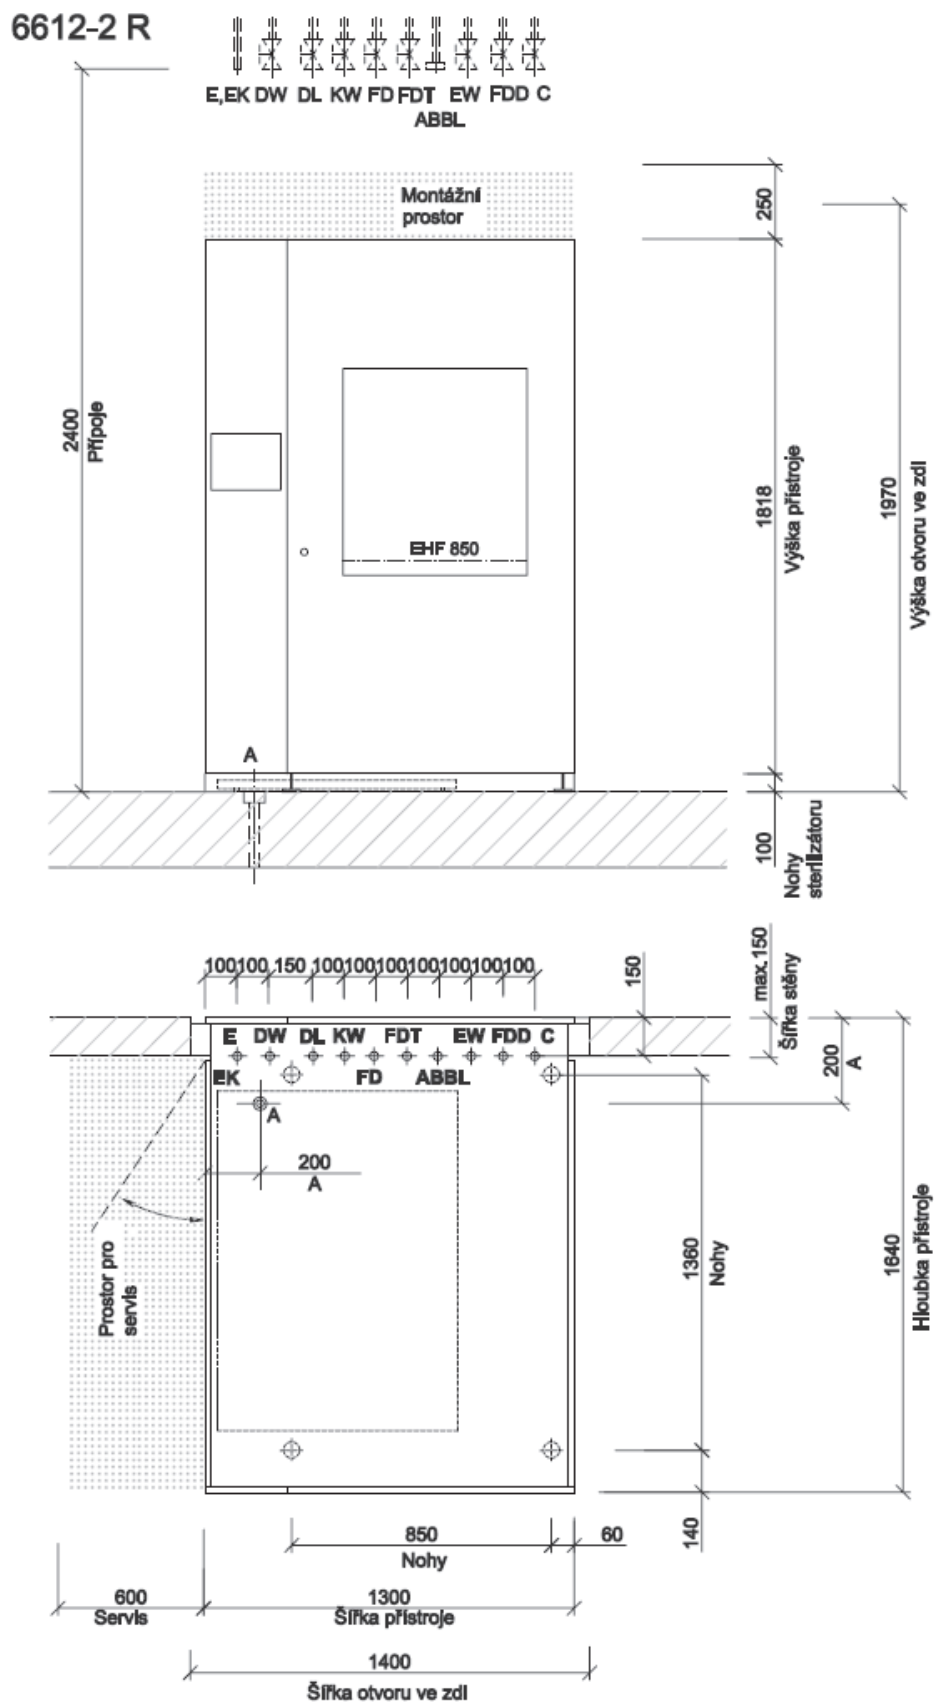 6612-2 R
E,EK DW DL KW FD FDT EW FDD C
ABBL
Montážní
prostor
250
2400
Přípoje
1818
Výška přístroje
1970
Výška otvoru ve zdi
EHF 850
A
100
Nohy
sterilizátoru
100 100 150 100 100 100 100 100 100 100
150
max. 150
Šířka stěny
E DW DL KW FDT EW FDD C
EK FD ABBL
A
200
A
200
A
Prostor pro
servis
1360
Nohy
1640
Hloubka přístroje
850
Nohy
60
140
600
Servis
1300
Šířka přístroje
1400
Šířka otvoru ve zdi